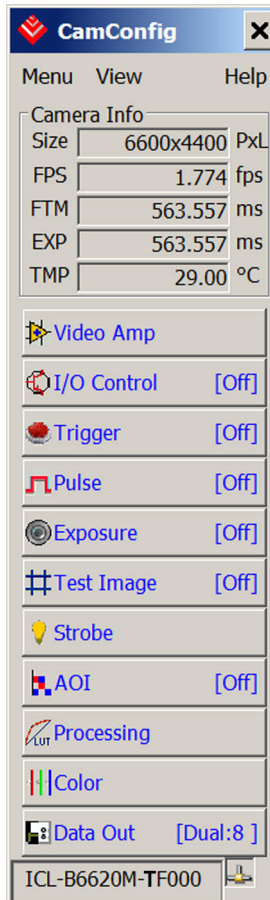 CamConfig
Menu View Help
Camera Info
Size 6600x4400 PxL
FPS 1.774 fps
FTM 563.557 ms
EXP 563.557 ms
TMP 29.00 °C
Video Amp
I/O Control [Off]
Trigger [Off]
Pulse [Off]
Exposure [Off]
Test Image [Off]
Strobe
AOI [Off]
LUT Processing
Color
Data Out [Dual:8 ]
ICL-B6620M-TF000